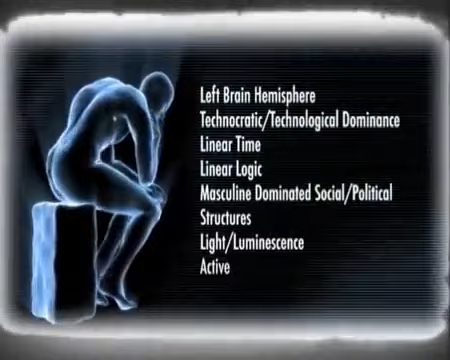 Left Brain Hemisphere
Technocratic/Technological Dominance
Linear Time
Linear Logic
Masculine Dominated Social/Political
Structures
Light/Luminescence
Active